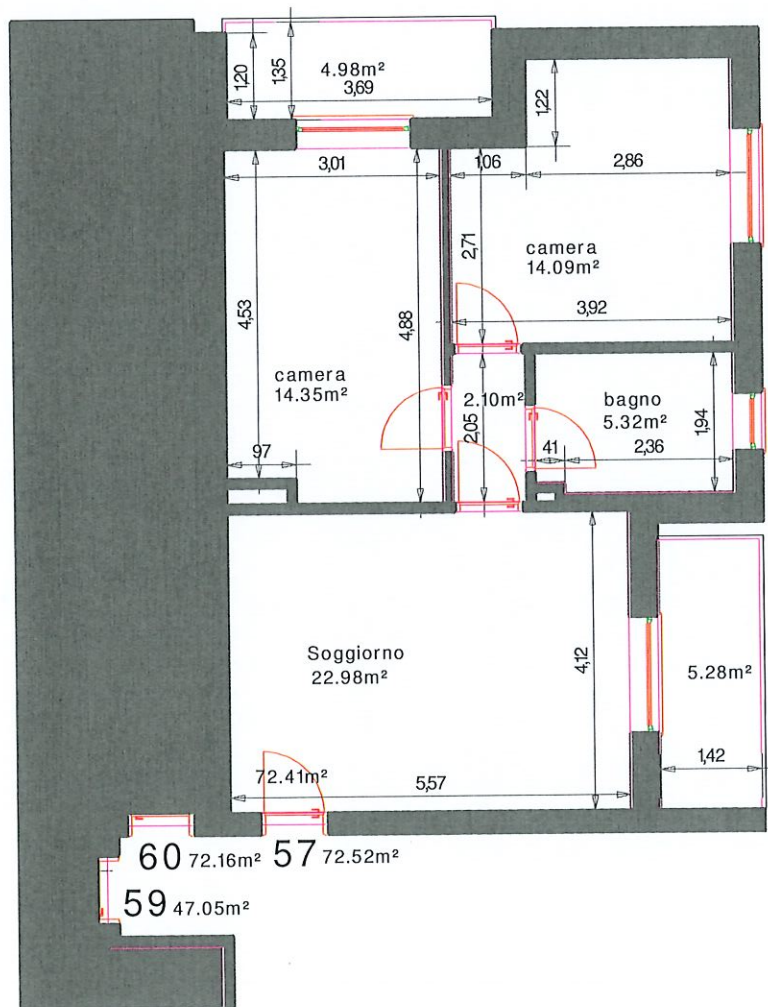 1,20
1,35
4.98m²
3,69
1,22
3,01
1,06
2,86
2,71
camera
14.09m²
4,53
4,88
3,92
camera
14.35m²
2.10m²
2,05
bagno
5.32m²
1,94
97
41
2,36
Soggiorno
22.98m²
4,12
5.28m²
72.41m²
5,57
1,42
60 72.16m² 57 72.52m²
59 47.05m²